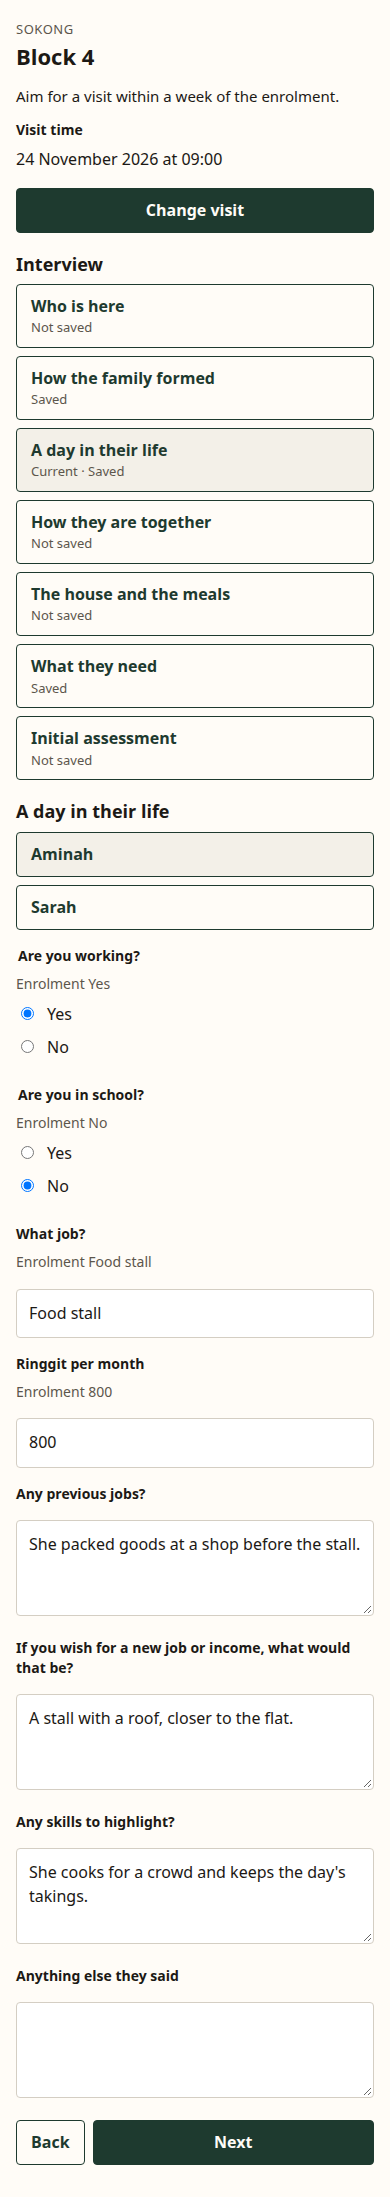 SOKONG
Block 4
Aim for a visit within a week of the enrolment.
Visit time
24 November 2026 at 09:00
Change visit
Interview
Who is here
Not saved
How the family formed
Saved
A day in their life
Current · Saved
How they are together
Not saved
The house and the meals
Not saved
What they need
Saved
Initial assessment
Not saved
A day in their life
Aminah
Sarah
Are you working?
Enrolment Yes
Yes
No
Are you in school?
Enrolment No
Yes
No
What job?
Enrolment Food stall
Food stall
Ringgit per month
Enrolment 800
800
Any previous jobs?
She packed goods at a shop before the stall.
If you wish for a new job or income, what would
that be?
A stall with a roof, closer to the flat.
Any skills to highlight?
She cooks for a crowd and keeps the day's
takings.
Anything else they said
Back
Next